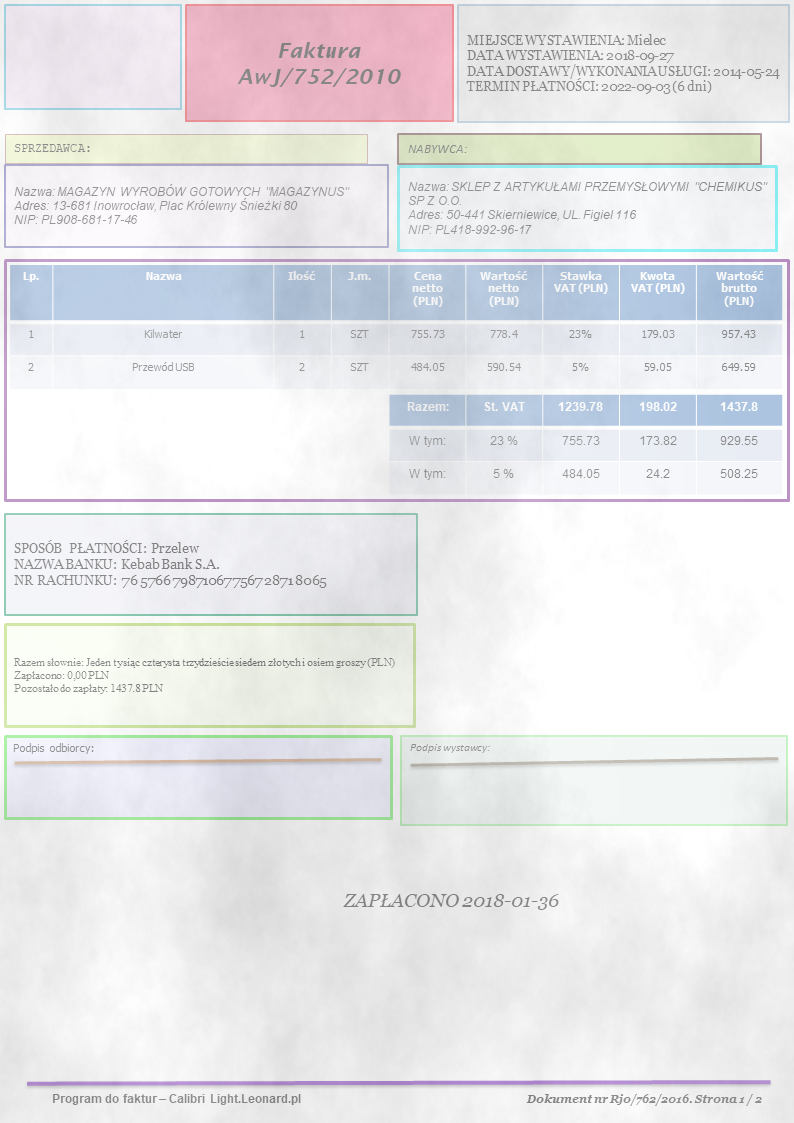 Faktura
AwJ/752/2010
MIEJSCE WYSTAWIENIA: Mielec
DATA WYSTAWIENIA: 2018-09-27
DATA DOSTAWY/WYKONANIA USŁUGI: 2014-05-24
TERMIN PŁATNOŚCI: 2022-09-03 (6 dni)
SPRZEDAWCA:
Nazwa: MAGAZYN WYROBÓW GOTOWYCH "MAGAZYNUS"
Adres: 13-681 Inowrocław, Plac Królewny Śnieżki 80
NIP: PL908-681-17-46
NABYWCA:
Nazwa: SKLEP Z ARTYKUŁAMI PRZEMYSŁOWYMI "CHEMIKUS"
SP Z O.O.
Adres: 50-441 Skierniewice, UL. Figiel 116
NIP: PL418-992-96-17
Lp. Nazwa Ilość J.m. Cena netto (PLN) Wartość netto (PLN) Stawka VAT (PLN) Kwota VAT (PLN) Wartość brutto (PLN)
1 Kilwater 1 SZT 755.73 778.4 23% 179.03 957.43
2 Przewód USB 2 SZT 484.05 590.54 5% 59.05 649.59
Razem: St. VAT 1239.78 198.02 1437.8
W tym: 23 % 755.73 173.82 929.55
W tym: 5 % 484.05 24.2 508.25
SPOSÓB PŁATNOŚCI: Przelew
NAZWA BANKU: Kebab Bank S.A.
NR RACHUNKU: 76 5766 7987 1067 7567 2871 8065
Razem słownie: Jeden tysiąc czterysta trzydzieście siedem złotych i osiem groszy (PLN)
Zapłacono: 0,00 PLN
Pozostało do zapłaty: 1437.8 PLN
Podpis odbiorcy:
Podpis wystawcy:
ZAPŁACONO 2018-01-36
Program do faktur – Calibri Light.Leonard.pl
Dokument nr Rjo/762/2016. Strona 1 / 2